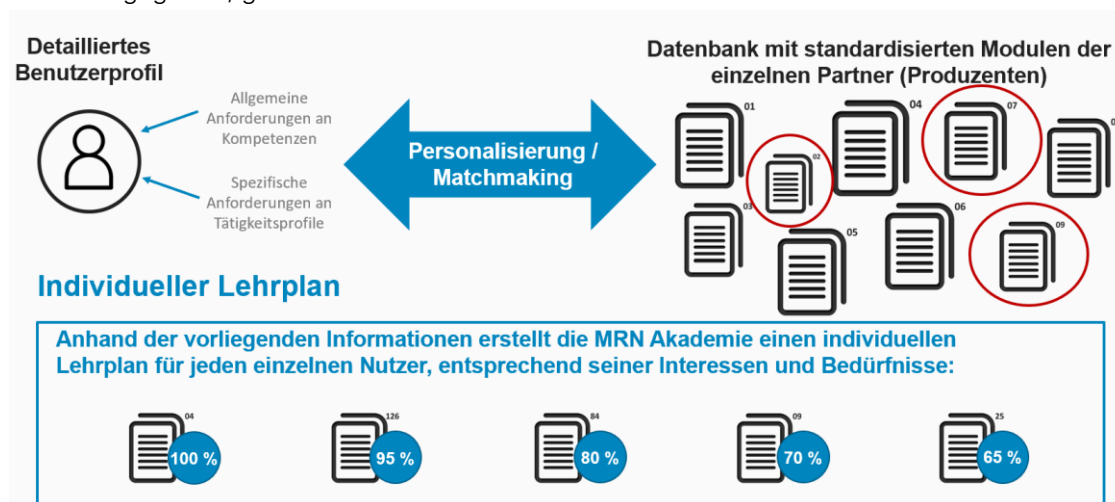 Detailliertes
Benutzerprofil
Allgemeine
Anforderungen an
Kompetenzen
Spezifische
Anforderungen an
Tätigkeitsprofile
Personalisierung /
Matchmaking
Datenbank mit standardisierten Modulen der
einzelnen Partner (Produzenten)
01
02
03
04
05
06
07
09
Individueller Lehrplan
Anhand der vorliegenden Informationen erstellt die MRN Akademie einen individuellen
Lehrplan für jeden einzelnen Nutzer, entsprechend seiner Interessen und Bedürfnisse:
04
100 %
126
95 %
84
80 %
09
70 %
25
65 %